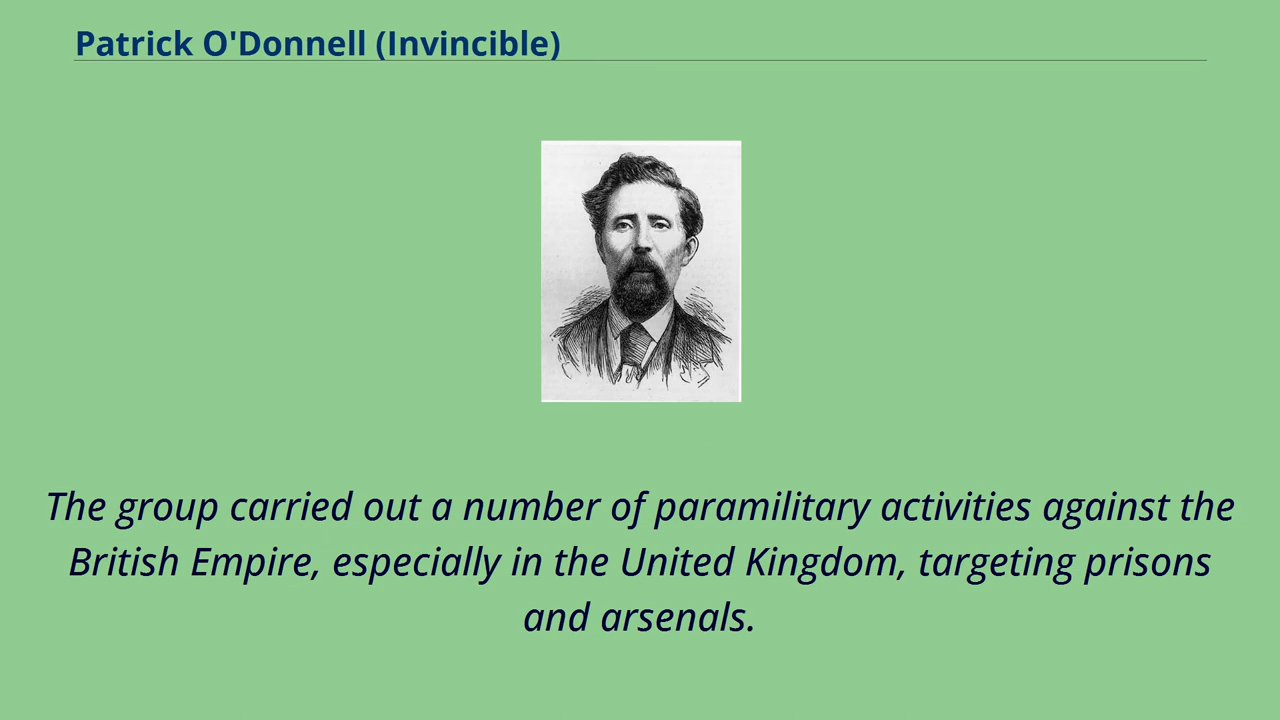 Patrick O'Donnell (Invincible)
The group carried out a number of paramilitary activities against the
British Empire, especially in the United Kingdom, targeting prisons
and arsenals.